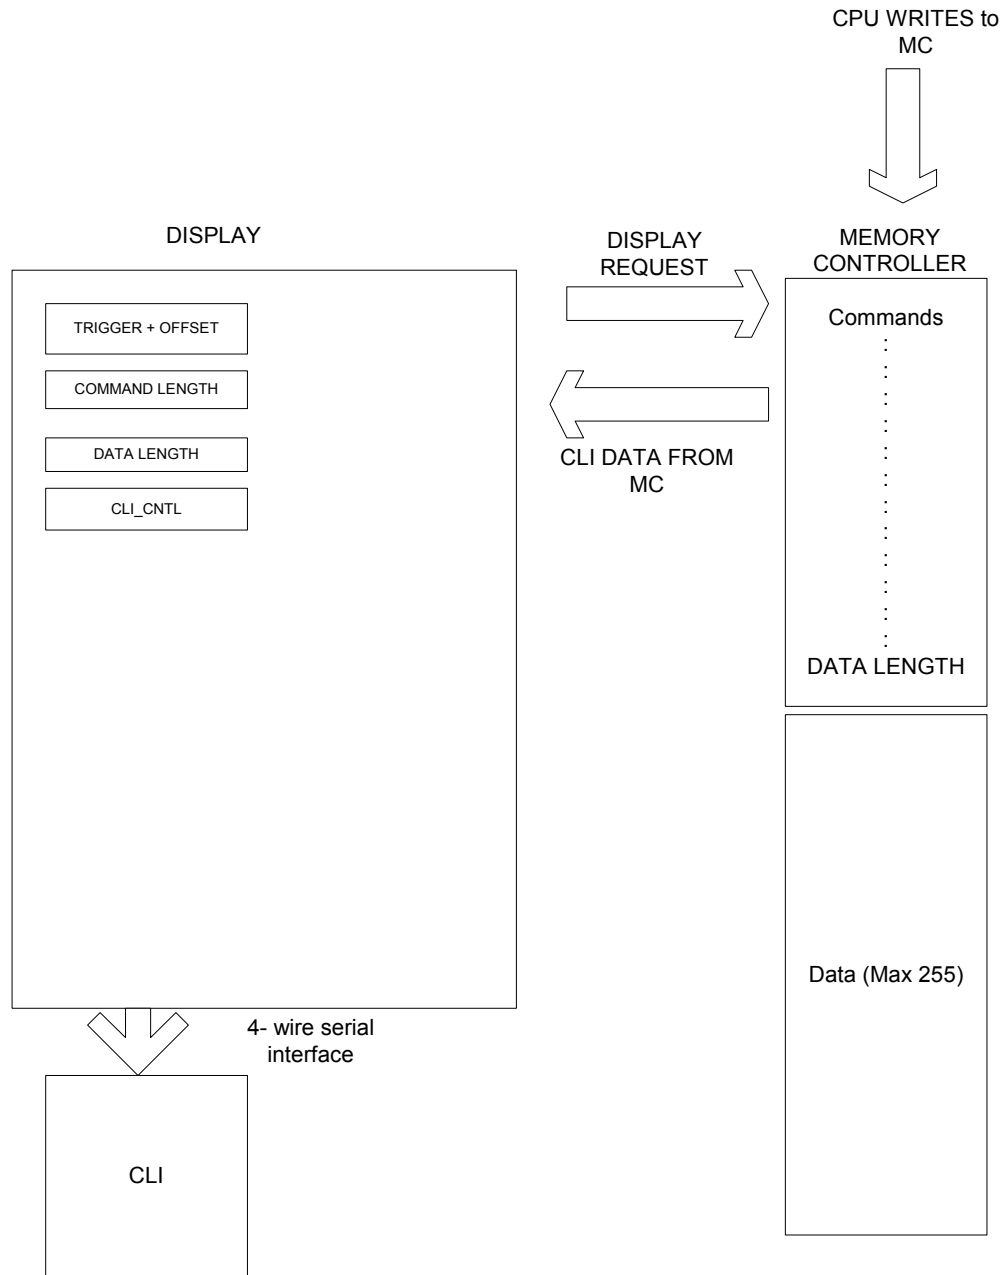 CPU WRITES to
MC
DISPLAY
DISPLAY
REQUEST
MEMORY
CONTROLLER
TRIGGER + OFFSET
COMMAND LENGTH
DATA LENGTH
CLI_CNTL
CLI DATA FROM
MC
Commands
DATA LENGTH
Data (Max 255)
4- wire serial
interface
CLI